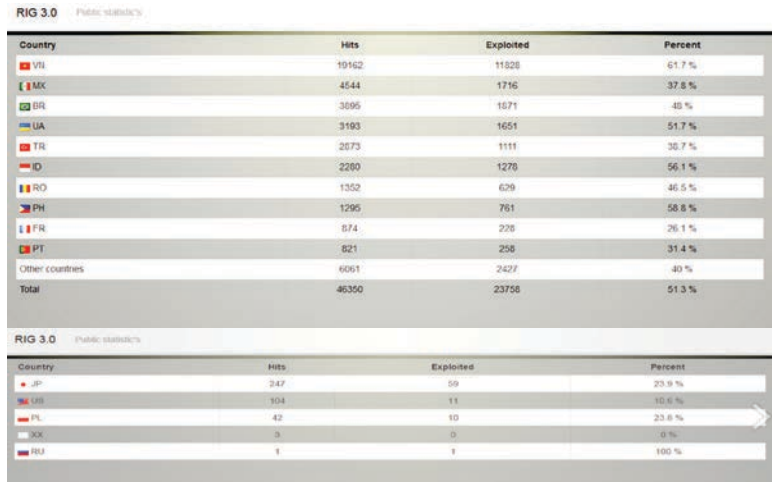 RIG 3.0 Public statistic's
Country Hits Exploited Percent
VN 19162 11828 61.7 %
MX 4544 1716 37.8 %
BR 3895 1871 48 %
UA 3193 1651 51.7 %
TR 2873 1111 38.7 %
ID 2280 1278 56.1 %
RO 1352 629 46.5 %
PH 1295 761 58.8 %
FR 874 228 26.1 %
PT 821 258 31.4 %
Other countries 6061 2427 40 %
Total 46350 23758 51.3 %
RIG 3.0 Public statistic's
Country Hits Exploited Percent
JP 247 59 23.9 %
US 104 11 10.6 %
PL 42 10 23.8 %
XX 3 0 0 %
RU 1 1 100 %